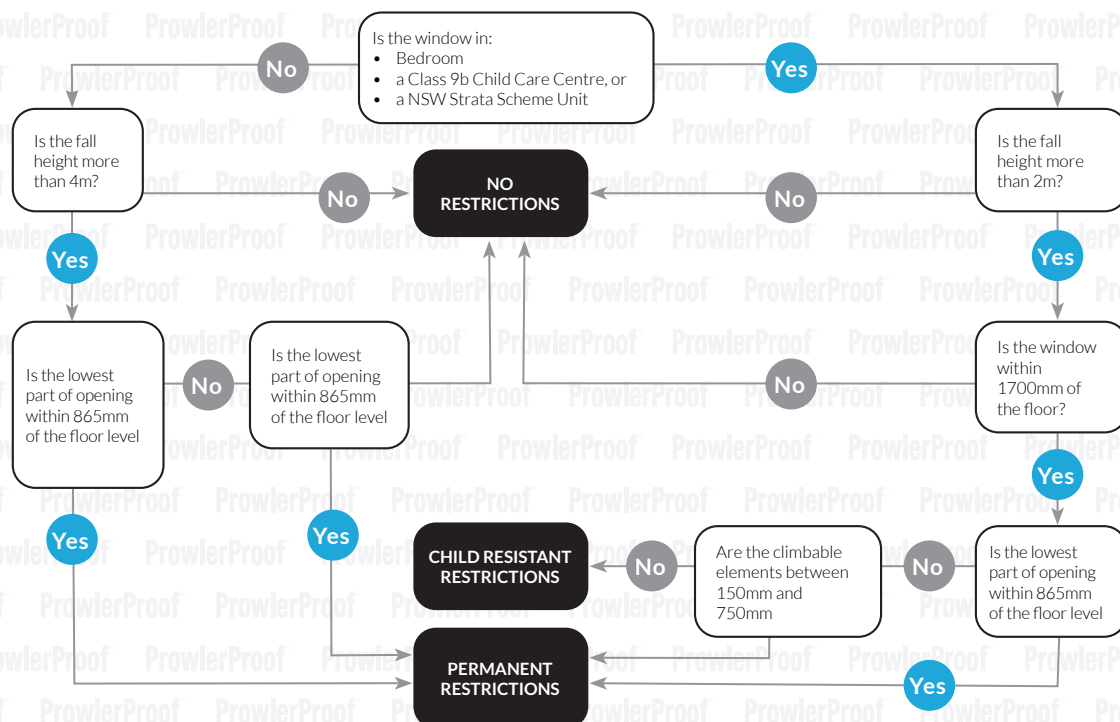 Is the window in:
• Bedroom
• a Class 9b Child Care Centre, or
• a NSW Strata Scheme Unit
No
Yes
Is the fall
height more
than 4m?
Is the fall
height more
than 2m?
NO
RESTRICTIONS
No
No
Yes
Yes
Is the lowest
part of opening
within 865mm
of the floor level
No
Is the lowest
part of opening
within 865mm
of the floor level
No
Is the window
within
1700mm of
the floor?
Yes
Yes
Yes
CHILD RESISTANT
RESTRICTIONS
No
Are the climbable
elements between
150mm and
750mm
No
Is the lowest
part of opening
within 865mm
of the floor level
PERMANENT
RESTRICTIONS
Yes
ProwlerProof